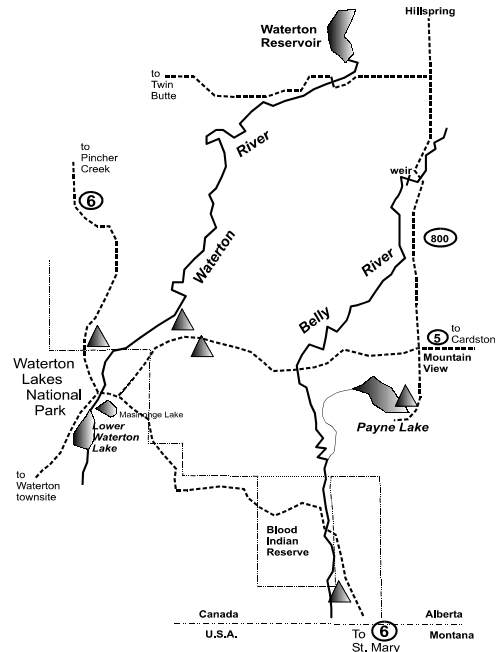 Hillspring
Waterton
Reservoir
to
Twin
Butte
River
to
Pincher
Creek
6
weir
800
River
Waterton
Belly
5
to
Cardston
Mountain
View
Waterton
Lakes
National
Park
Maskinonge Lake
Lower
Waterton
Lake
Payne Lake
to
Waterton
townsite
Blood
Indian
Reserve
Canada
Alberta
U.S.A.
To
6
Montana
St. Mary